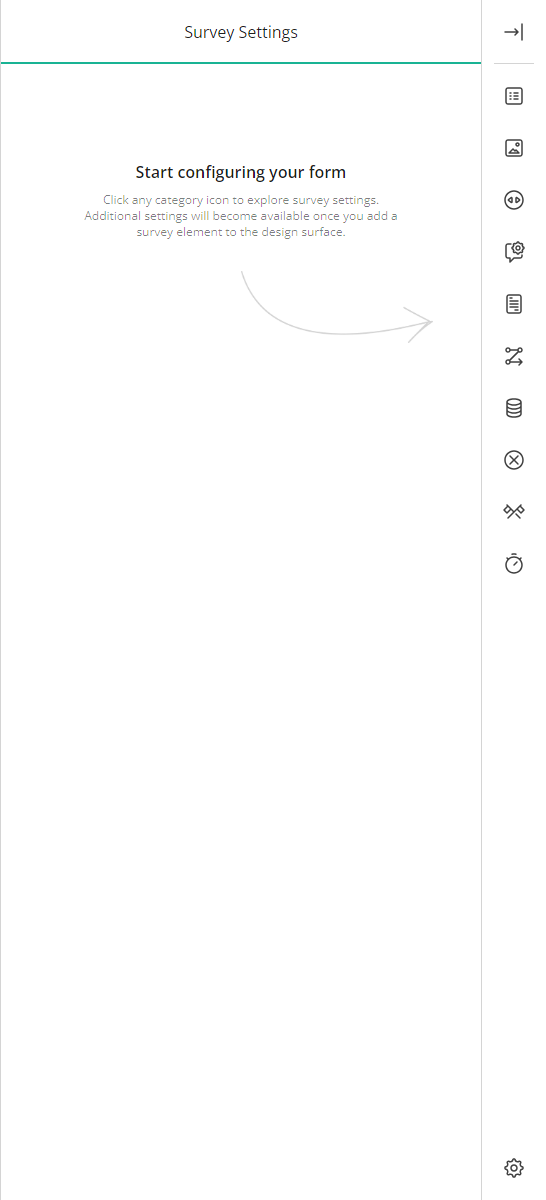 Survey Settings
Start configuring your form
Click any category icon to explore survey settings.
Additional settings will become available once you add a
survey element to the design surface.